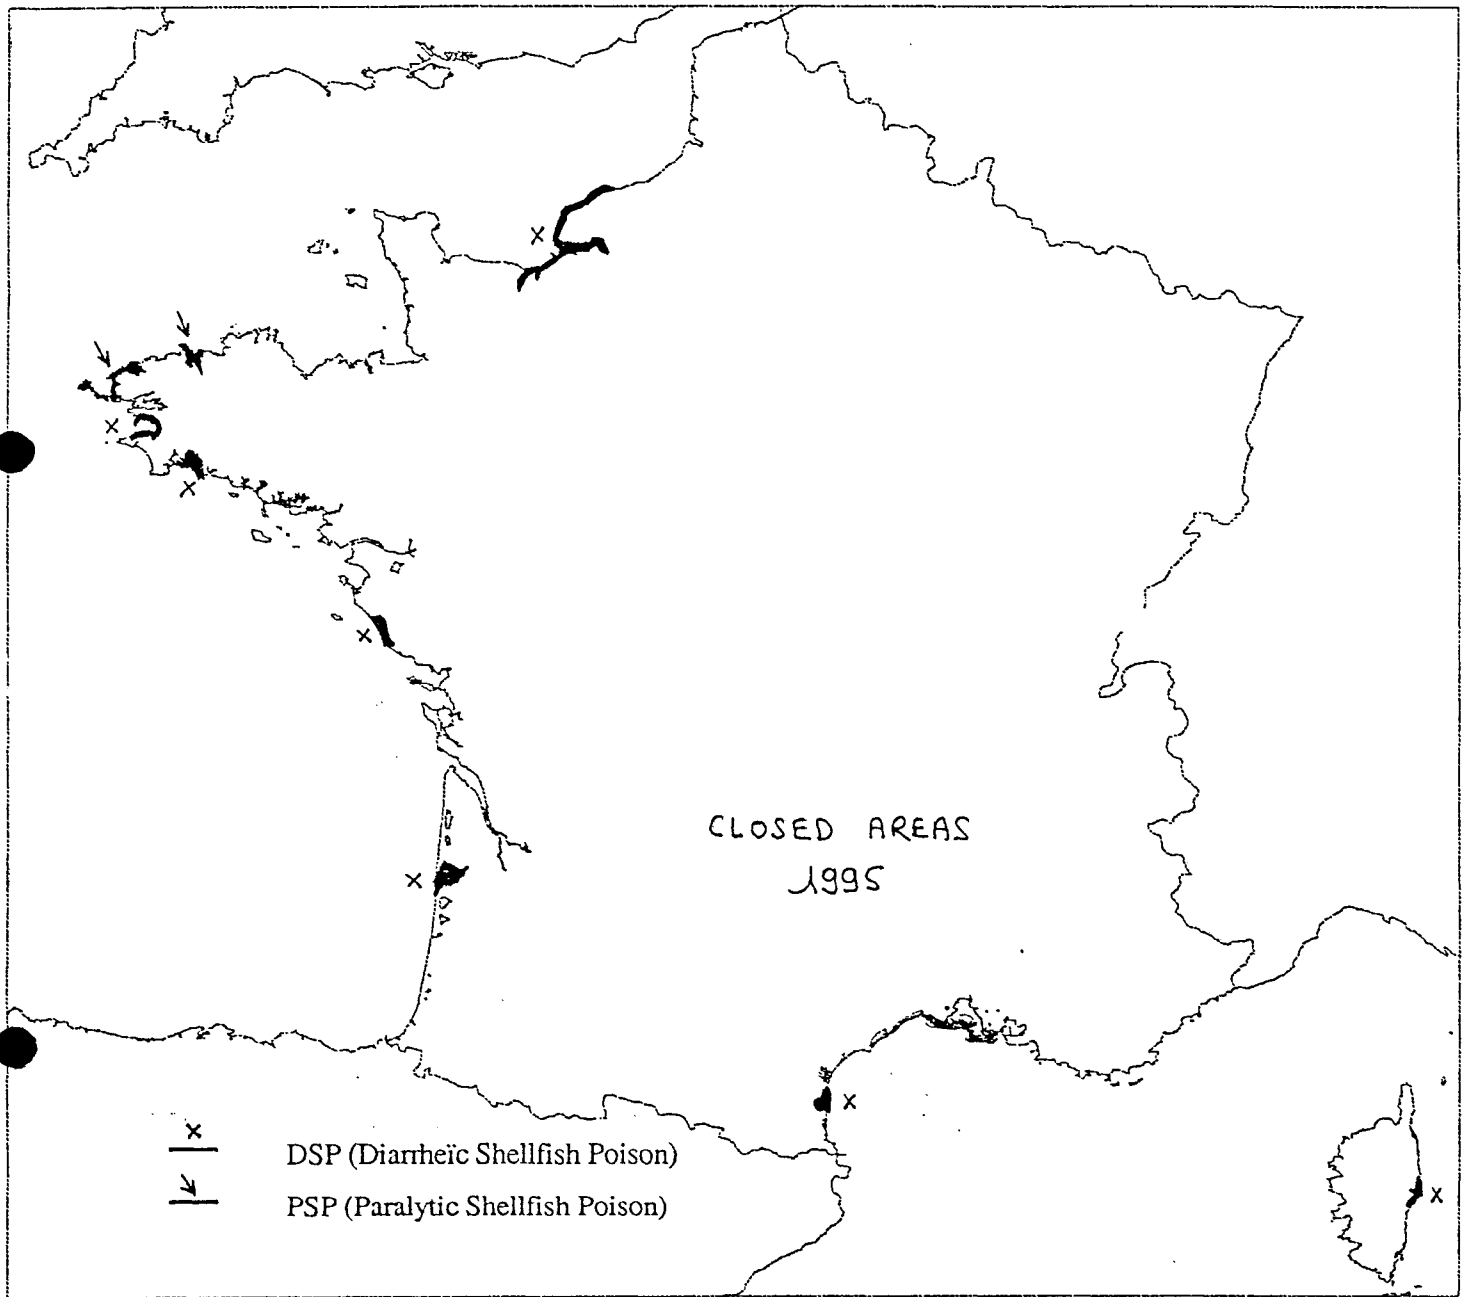 CLOSED AREAS
1995
DSP (Diarrheïc Shellfish Poison)
PSP (Paralytic Shellfish Poison)